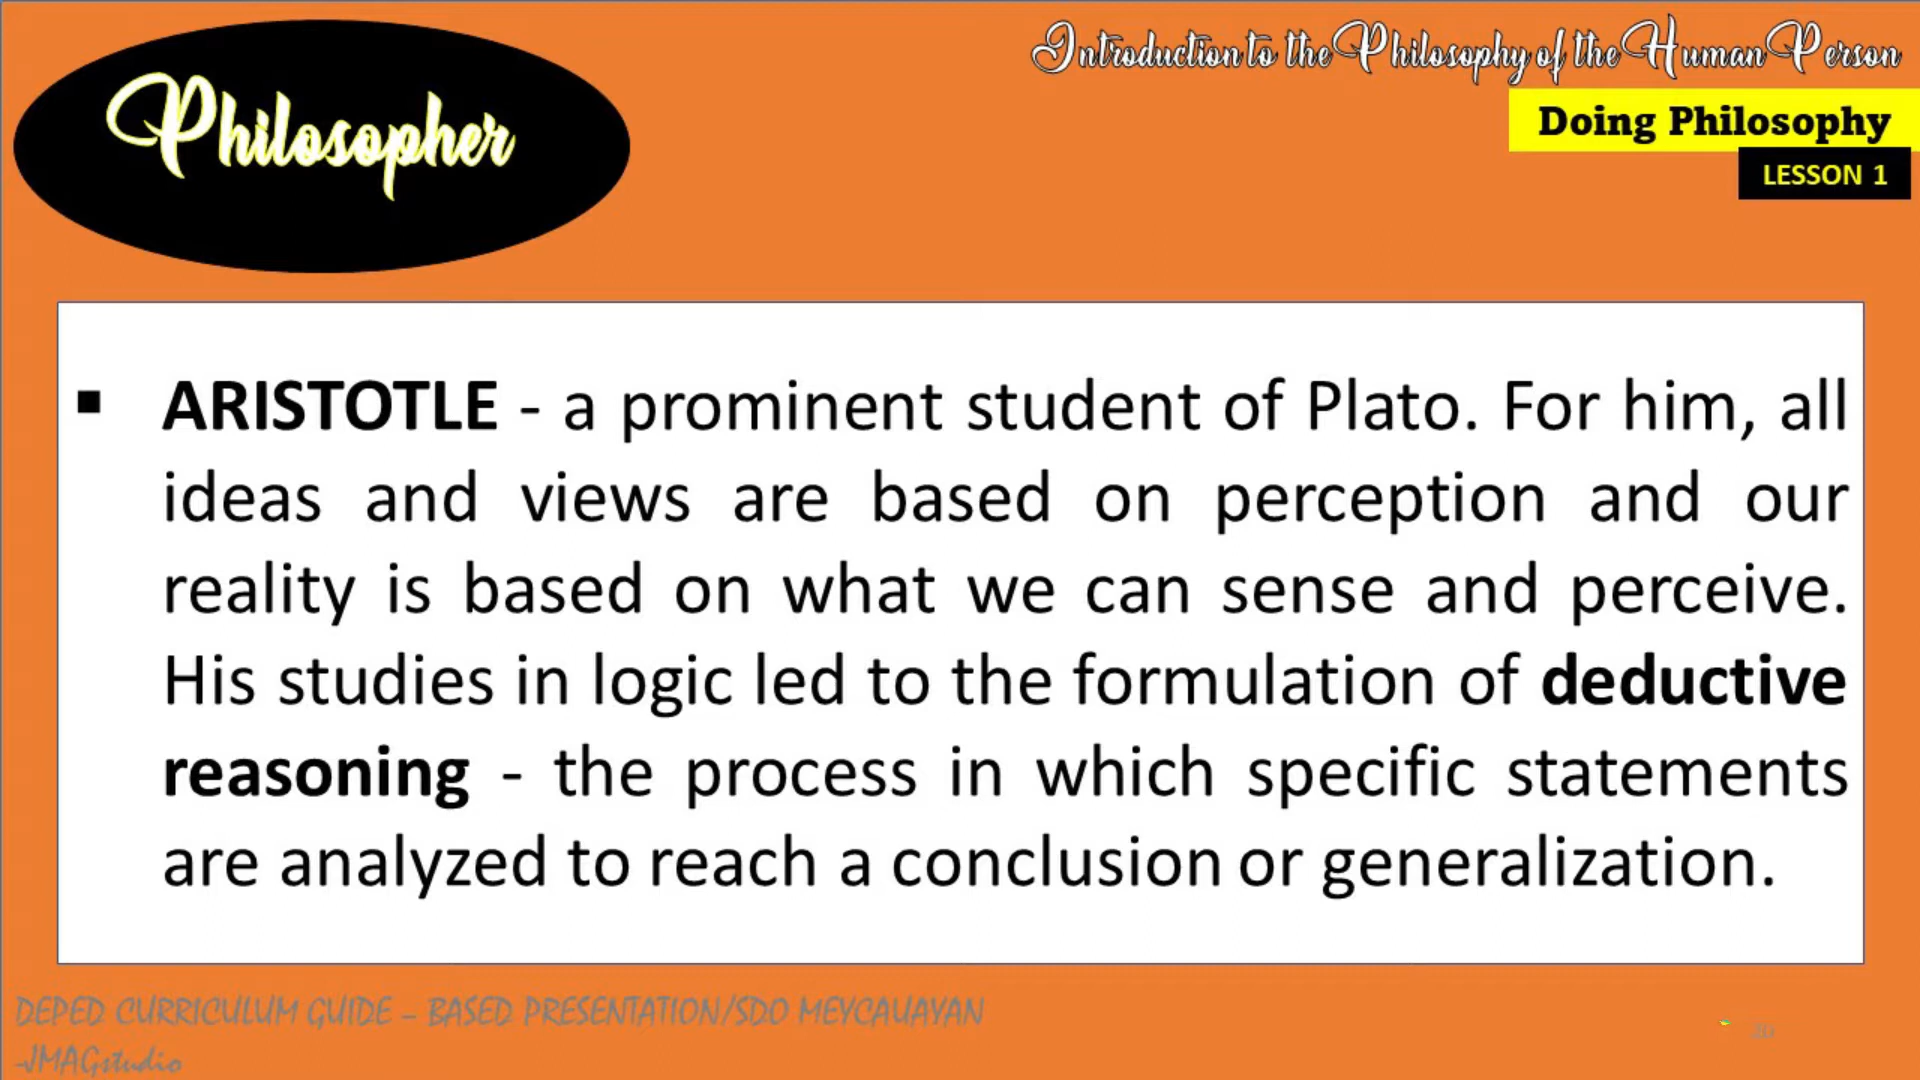 Philosopher
Introduction to the Philosophy of the Human Person
Doing Philosophy
LESSON 1
▪ ARISTOTLE - a prominent student of Plato. For him, all
ideas and views are based on perception and our
reality is based on what we can sense and perceive.
His studies in logic led to the formulation of deductive
reasoning - the process in which specific statements
are analyzed to reach a conclusion or generalization.
DEPED CURRICULUM GUIDE – BASED PRESENTATION/SDO MEYCAUAYAN
-JMAGstudio